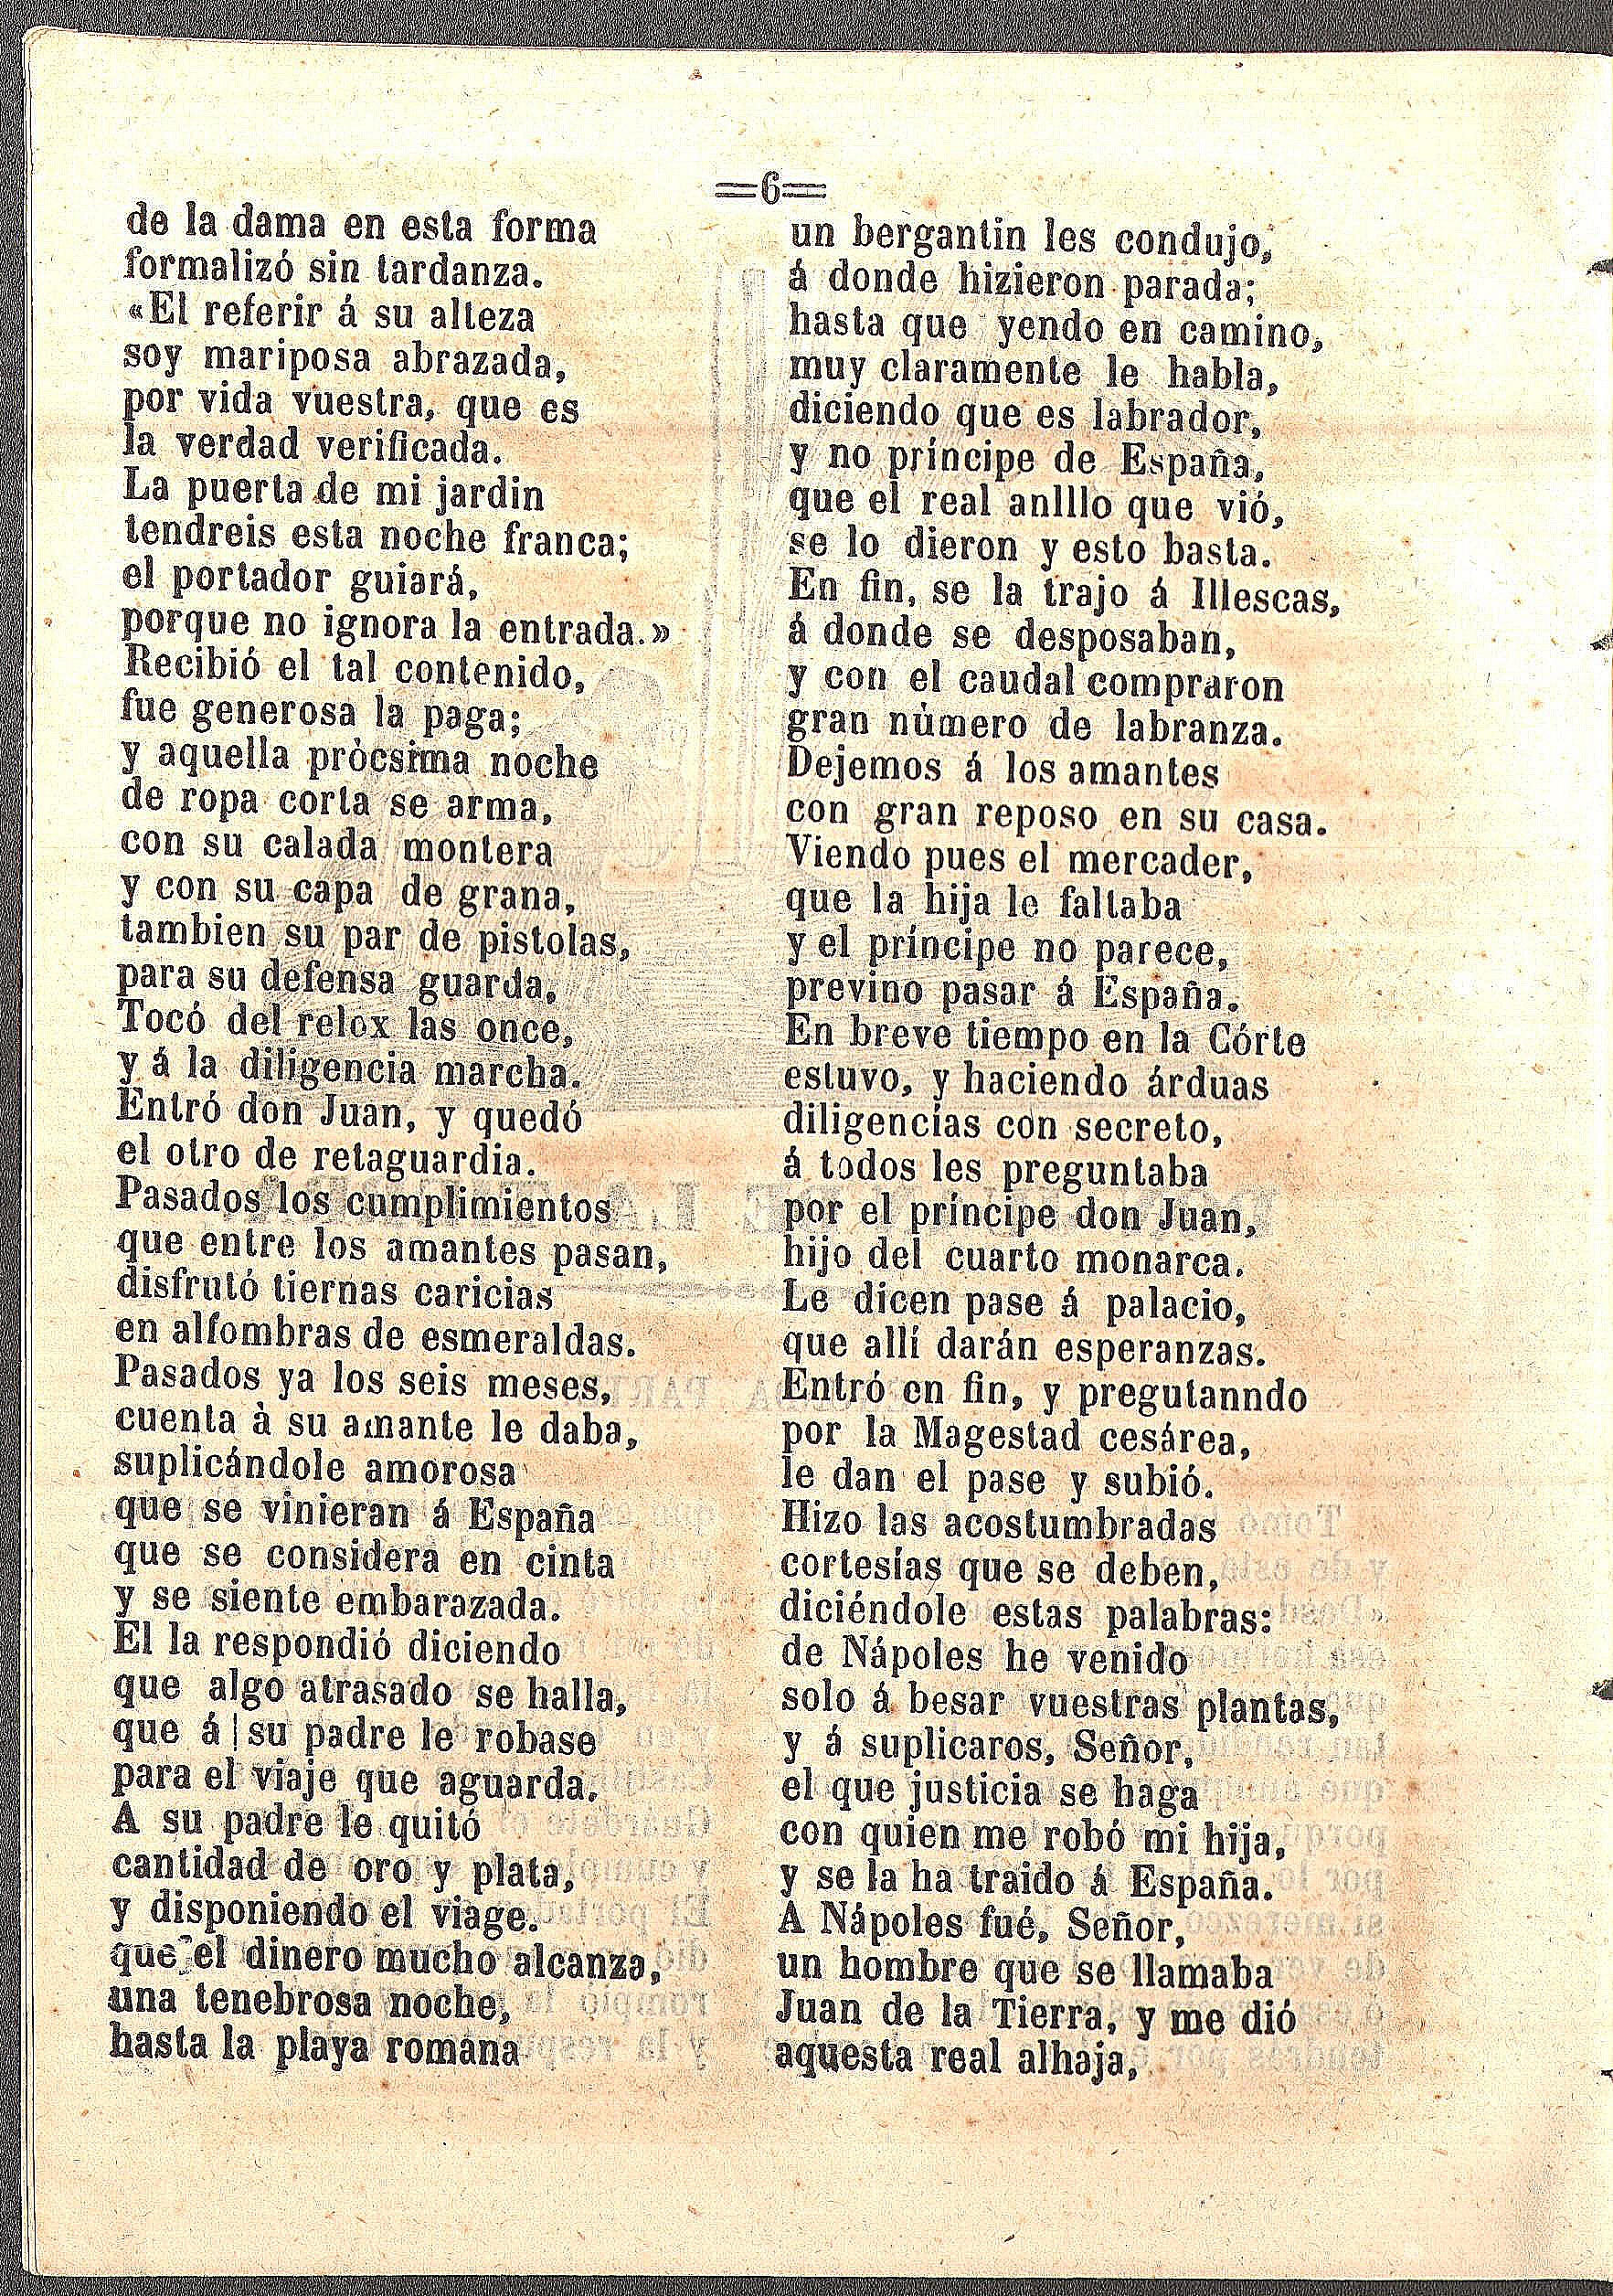 =6=
de la dama en esta forma
formalizó sin tardanza.
«El referir á su alteza
soy mariposa abrazada,
por vida vuestra, que es
la verdad verificada.
La puerta de mi jardin
tendreis esta noche franca;
el portador guiará,
porque no ignora la entrada.»
Recibió el tal contenido,
fue generosa la paga;
y aquella pròcsima noche
de ropa corta se arma,
con su calada montera
y con su capa de grana,
tambien su par de pistolas,
para su defensa guarda.
Tocó del relox las once,
y á la diligencia marcha.
Entró don Juan, y quedó
el otro de retaguardia.
Pasados los cumplimientos
que entre los amantes pasan,
disfrutó tiernas caricias
en alfombras de esmeraldas.
Pasados ya los seis meses,
cuenta à su amante le daba,
suplicándole amorosa
que se vinieran á España
que se considera en cinta
y se siente embarazada.
El la respondió diciendo
que algo atrasado se halla,
que á su padre le robase
para el viaje que aguarda.
A su padre le quitó
cantidad de oro y plata,
y disponiendo el viage.
que el dinero mucho alcanza,
una tenebrosa noche,
hasta la playa romana
un bergantin les condujo,
á donde hizieron parada;
hasta que yendo en camino,
muy claramente le habla,
diciendo que es labrador,
y no príncipe de España,
que el real anlllo que vió,
se lo dieron y esto basta.
En fin, se la trajo á Illescas,
á donde se desposaban,
y con el caudal compraron
gran nùmero de labranza.
Dejemos á los amantes
con gran reposo en su casa.
Viendo pues el mercader,
que la hija le faltaba
y el príncipe no parece,
previno pasar á España.
En breve tiempo en la Córte
estuvo, y haciendo árduas
diligencías con secreto,
á todos les preguntaba
por el príncipe don Juan,
hijo del cuarto monarca.
Le dicen pase á palacio,
que allí darán esperanzas.
Entró en fin, y pregutanndo
por la Magestad cesárea,
le dan el pase y subió.
Hizo las acostumbradas
cortesías que se deben,
diciéndole estas palabras:
de Nápoles he venido
solo á besar vuestras plantas,
y á suplicaros, Señor,
el que justicia se haga
con quien me robó mi hija,
y se la ha traido á España.
A Nápoles fué, Señor,
un hombre que se llamaba
Juan de la Tierra, y me dió
aquesta real alhaja,